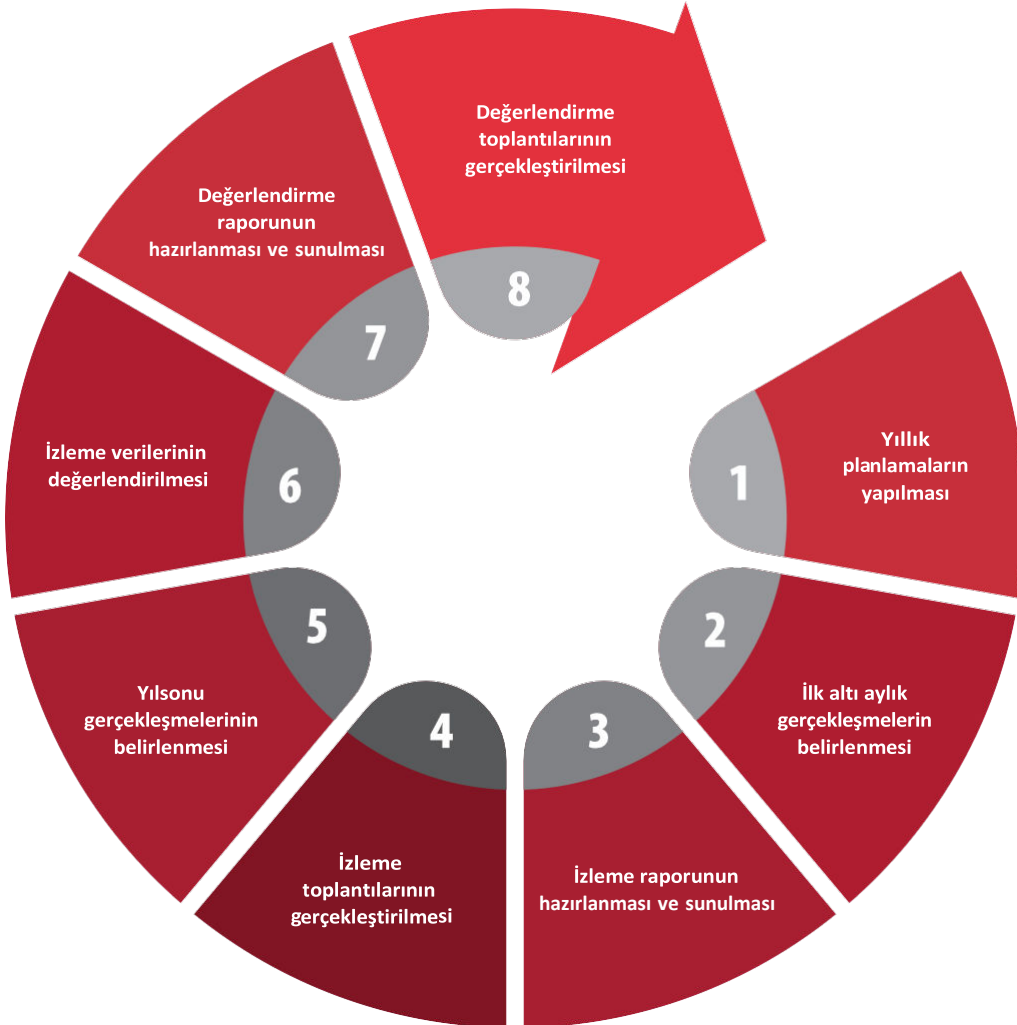 1
Yıllık
planlamaların
yapılması
2
İlk altı aylık
gerçekleşmelerin
belirlenmesi
3
İzleme raporunun
hazırlanması ve sunulması
4
İzleme
toplantılarının
gerçekleştirilmesi
5
Yılsonu
gerçekleşmelerinin
belirlenmesi
6
İzleme verilerinin
değerlendirilmesi
7
Değerlendirme
raporunun
hazırlanması ve sunulması
8
Değerlendirme
toplantılarının
gerçekleştirilmesi